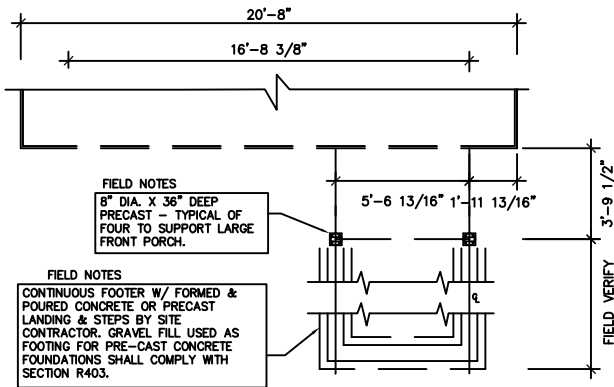 20'-8"
16'-8 3/8"
5'-6 13/16" 1'-11 13/16"
3'-9 1/2"
FIELD NOTES
8" DIA. X 36" DEEP
PRECAST - TYPICAL OF
FOUR TO SUPPORT LARGE
FRONT PORCH.
FIELD NOTES
CONTINUOUS FOOTER W/ FORMED &
POURED CONCRETE OR PRECAST
LANDING & STEPS BY SITE
CONTRACTOR. GRAVEL FILL USED AS
FOOTING FOR PRE-CAST CONCRETE
FOUNDATIONS SHALL COMPLY WITH
SECTION R403.
℄
FIELD VERIFY